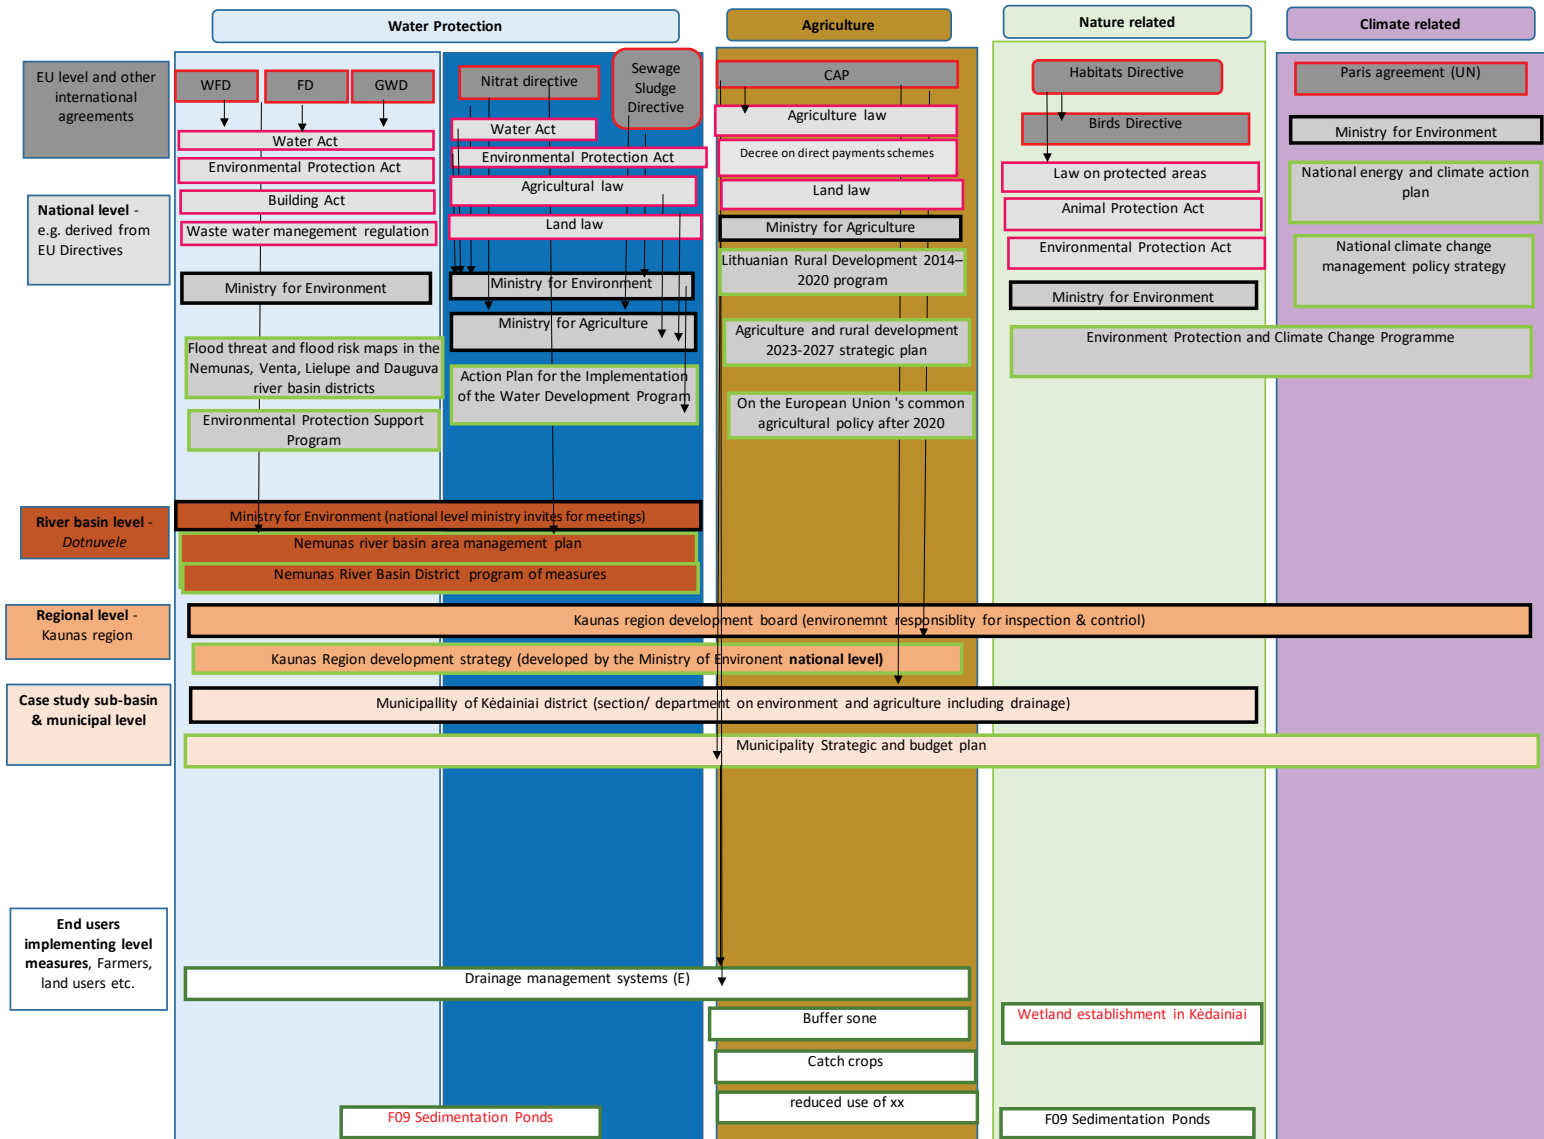 Water Protection
Agriculture
Nature related
Climate related
EU level and other
international
agreements
WFD
FD
GWD
Nitrat directive
Sewage
Sludge
Directive
CAP
Habitats Directive
Birds Directive
Paris agreement (UN)
National level -
e.g. derived from
EU Directives
Water Act
Environmental Protection Act
Building Act
Waste water manegement regulation
Ministry for Environment
Flood threat and flood risk maps in the
Nemunas, Venta, Lielupe and Dauguva
river basin districts
Environmental Protection Support
Program
Water Act
Environmental Protection Act
Agricultural law
Land law
Ministry for Environment
Ministry for Agriculture
Action Plan for the Implementation
of the Water Development Program
Agriculture law
Decree on direct payments schemes
Land law
Ministry for Agriculture
Lithuanian Rural Development 2014–
2020 program
Agriculture and rural development
2023-2027 strategic plan
On the European Union 's common
agricultural policy after 2020
Law on protected areas
Animal Protection Act
Environmental Protection Act
Ministry for Environment
Ministry for Environment
National energy and climate action
plan
National climate change
management policy strategy
Environment Protection and Climate Change Programme
River basin level -
Dotnuvele
Ministry for Environment (national level ministry invites for meetings)
Nemunas river basin area management plan
Nemunas River Basin District program of measures
Regional level -
Kaunas region
Kaunas region development board (environemnt responsiblity for inspection & contriol)
Kaunas Region development strategy (developed by the Ministry of Environent national level)
Case study sub-basin
& municipal level
Municipallity of Kėdainiai district (section/ department on environment and agriculture including drainage)
Municipality Strategic and budget plan
End users
implementing level
measures, Farmers,
land users etc.
Drainage management systems (E)
Buffer sone
Catch crops
reduced use of xx
Wetland establishment in Kėdainiai
F09 Sedimentation Ponds
F09 Sedimentation Ponds